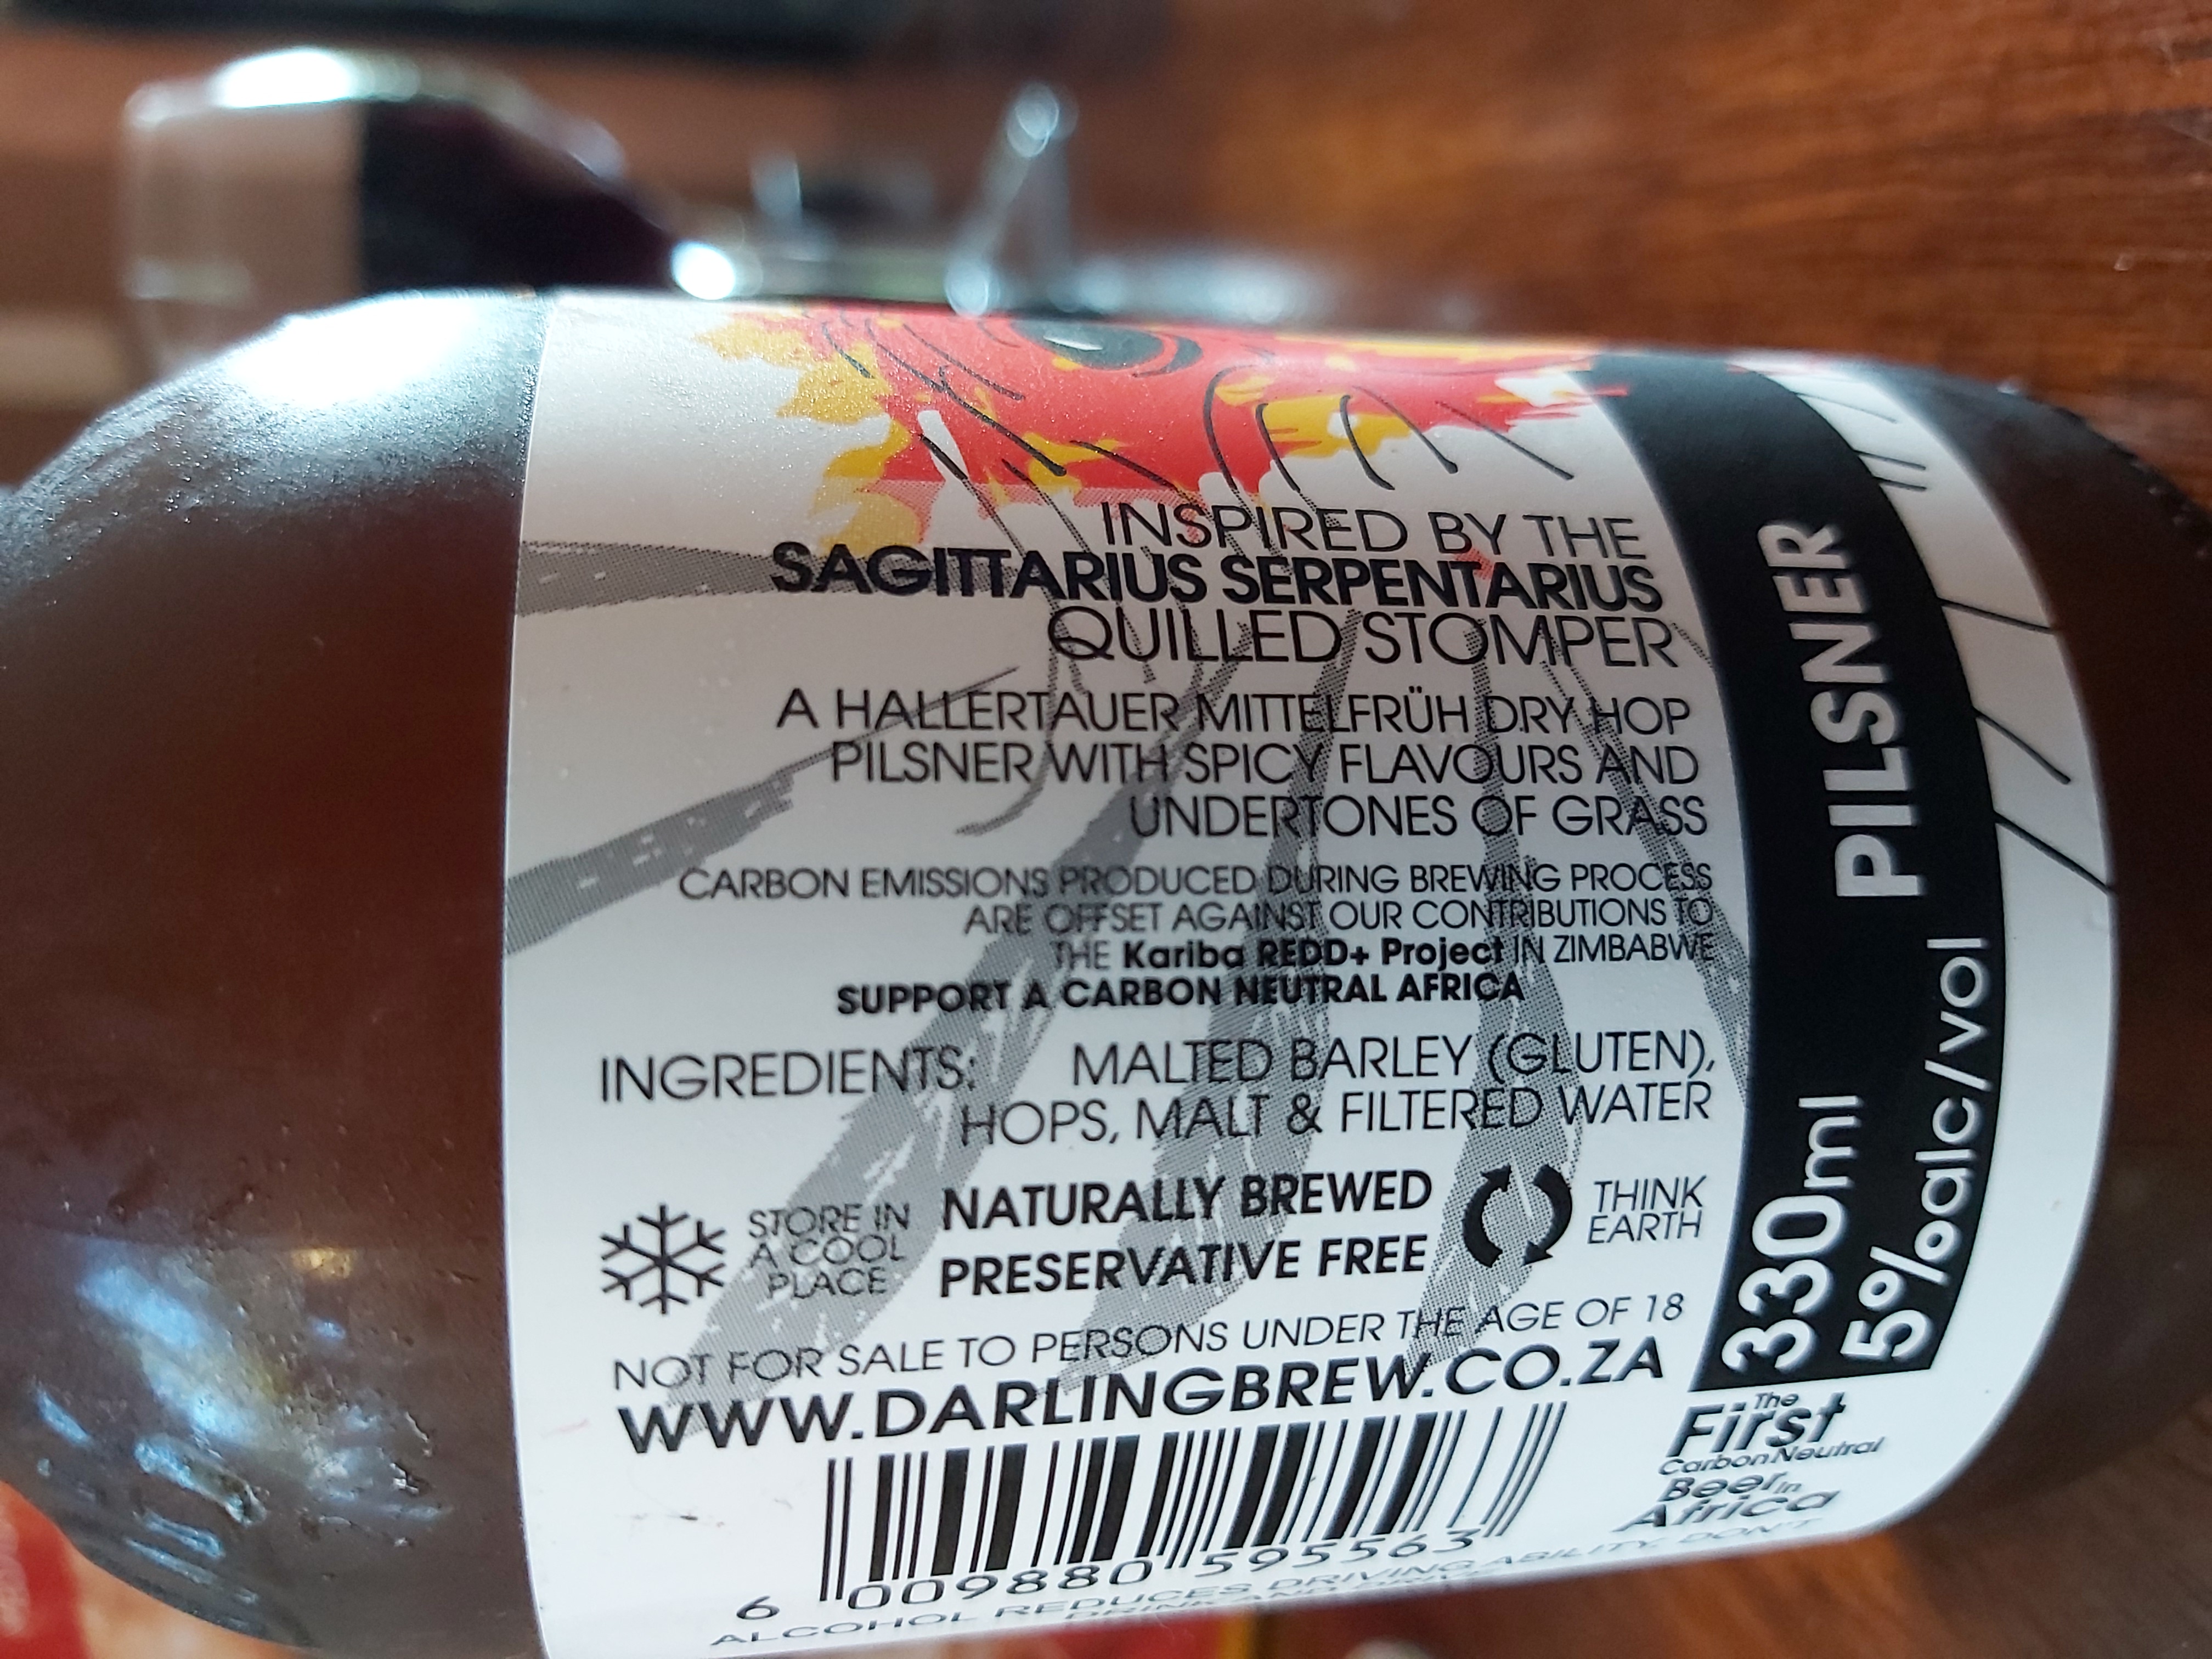 INSPIRED BY THE
SAGITTARIUS SERPENTARIUS
QUILLED STOMPER
A HALLERTAUER MITTELFRÜH DRY HOP
PILSNER WITH SPICY FLAVOURS AND
UNDERTONES OF GRASS
CARBON EMISSIONS PRODUCED DURING BREWING PROCESS
ARE OFFSET AGAINST OUR CONTRIBUTIONS TO
THE Kariba REDD+ Project IN ZIMBABWE
SUPPORT A CARBON NEUTRAL AFRICA
INGREDIENTS: MALTED BARLEY (GLUTEN),
HOPS, MALT & FILTERED WATER
STORE IN
A COOL
PLACE
NATURALLY BREWED
PRESERVATIVE FREE
THINK
EARTH
NOT FOR SALE TO PERSONS UNDER THE AGE OF 18
WWW.DARLINGBREW.CO.ZA
6 009880 595563
ALCOHOL REDUCES DRIVING ABILITY, DON'T
DRINK AND DRIVE
PILSNER
330ml
5%alc/vol
The
First
Carbon Neutral
Beer in
Africa